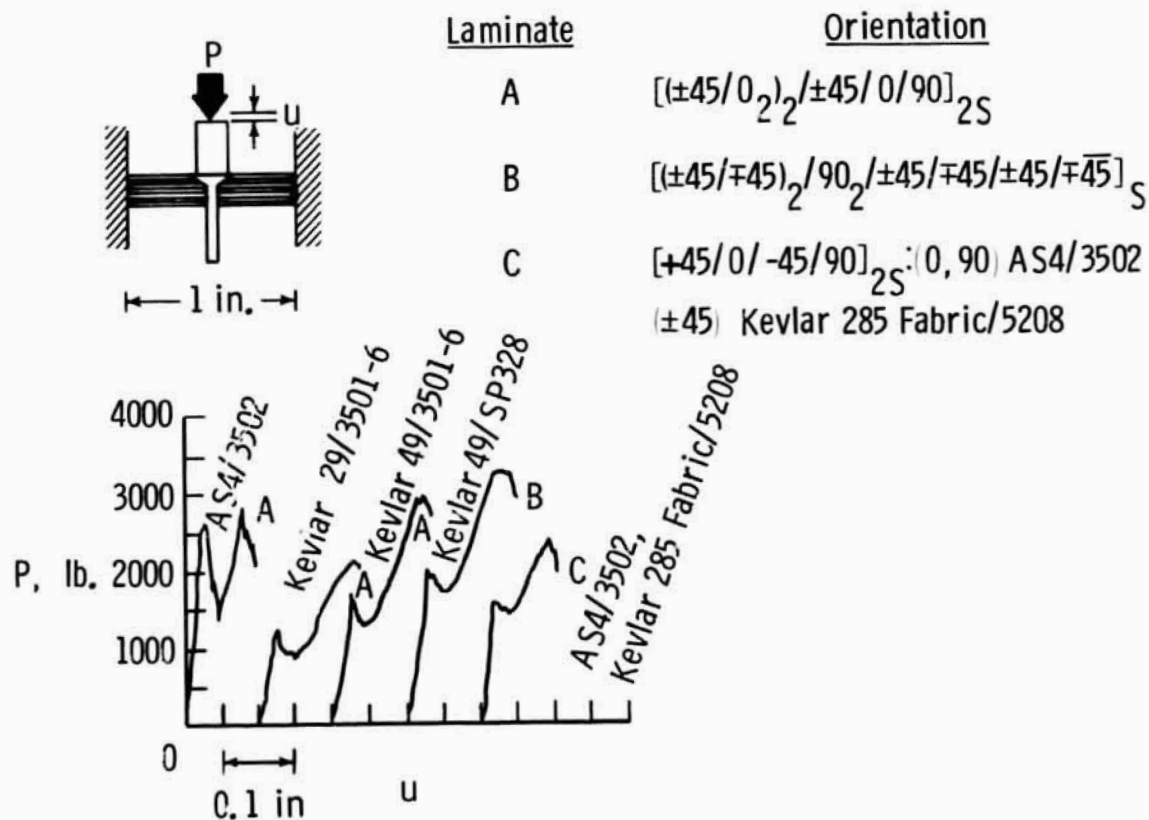 Laminate Orientation
P
u
A [(±45/0₂)₂/±45/0/90]₂S
B [(±45/∓45)₂/90₂/±45/∓45/±45/∓4̅5̅]S
C [+45/0/-45/90]₂S:(0,90) AS4/3502
(±45) Kevlar 285 Fabric/5208
1 in.
4000
3000
P, lb. 2000
1000
0
AS4/3502
A
Keviar 29/3501-6
A
Kevlar 49/3501-6
A
Kevlar 49/SP328
B
C
AS4/3502,
Kevlar 285 Fabric/5208
0.1 in
u